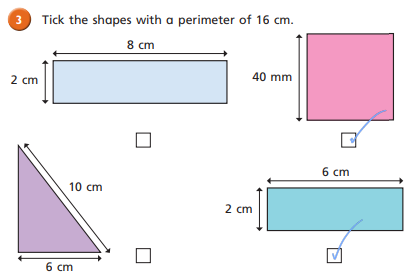 3 Tick the shapes with a perimeter of 16 cm.
8 cm
2 cm
40 mm
10 cm
6 cm
6 cm
2 cm